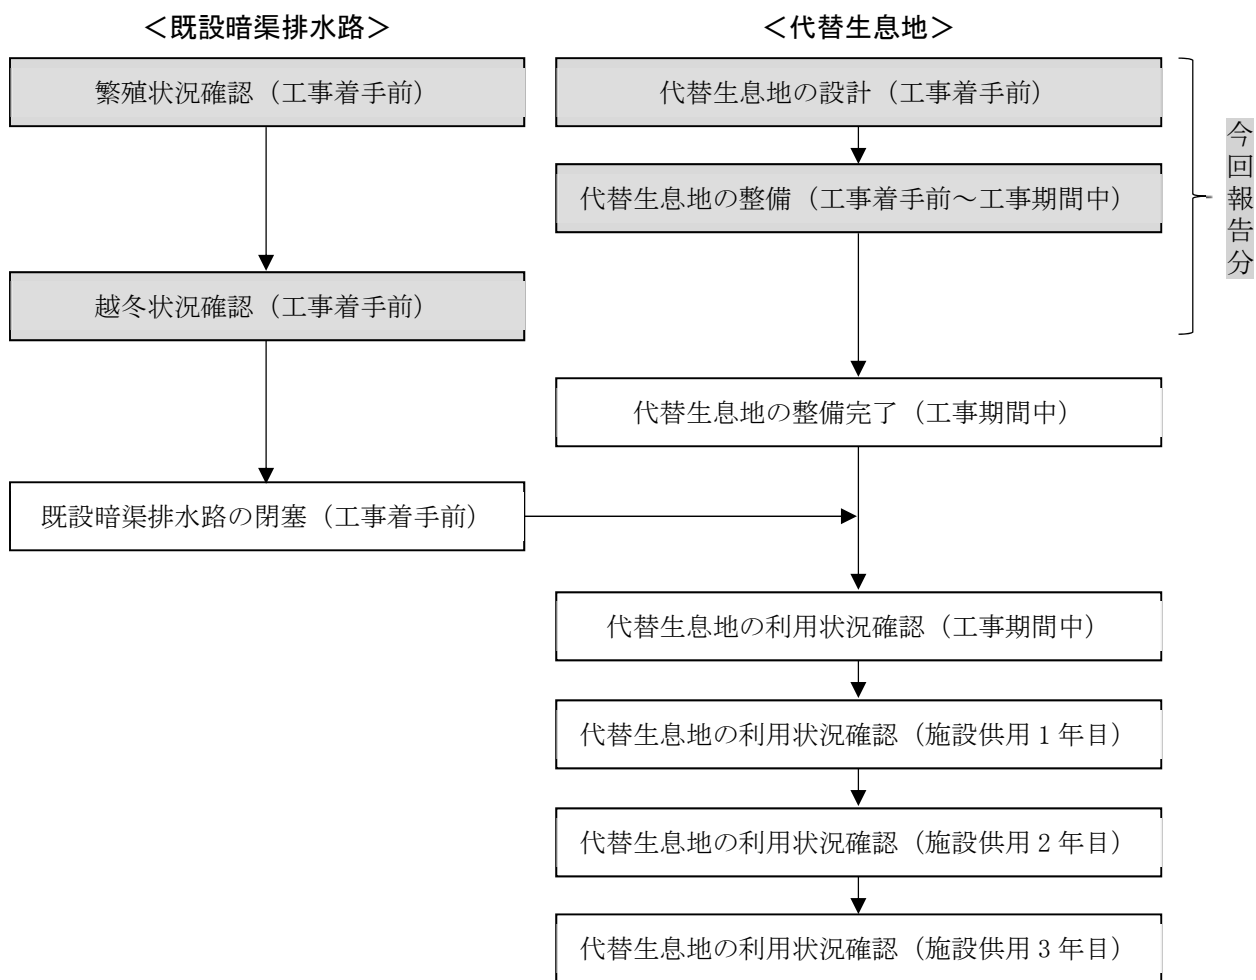 ＜既設暗渠排水路＞
＜代替生息地＞
繁殖状況確認（工事着手前）
代替生息地の設計（工事着手前）
今回報告分
代替生息地の整備（工事着手前～工事期間中）
越冬状況確認（工事着手前）
代替生息地の整備完了（工事期間中）
既設暗渠排水路の閉塞（工事着手前）
代替生息地の利用状況確認（工事期間中）
代替生息地の利用状況確認（施設供用 1 年目）
代替生息地の利用状況確認（施設供用 2 年目）
代替生息地の利用状況確認（施設供用 3 年目）